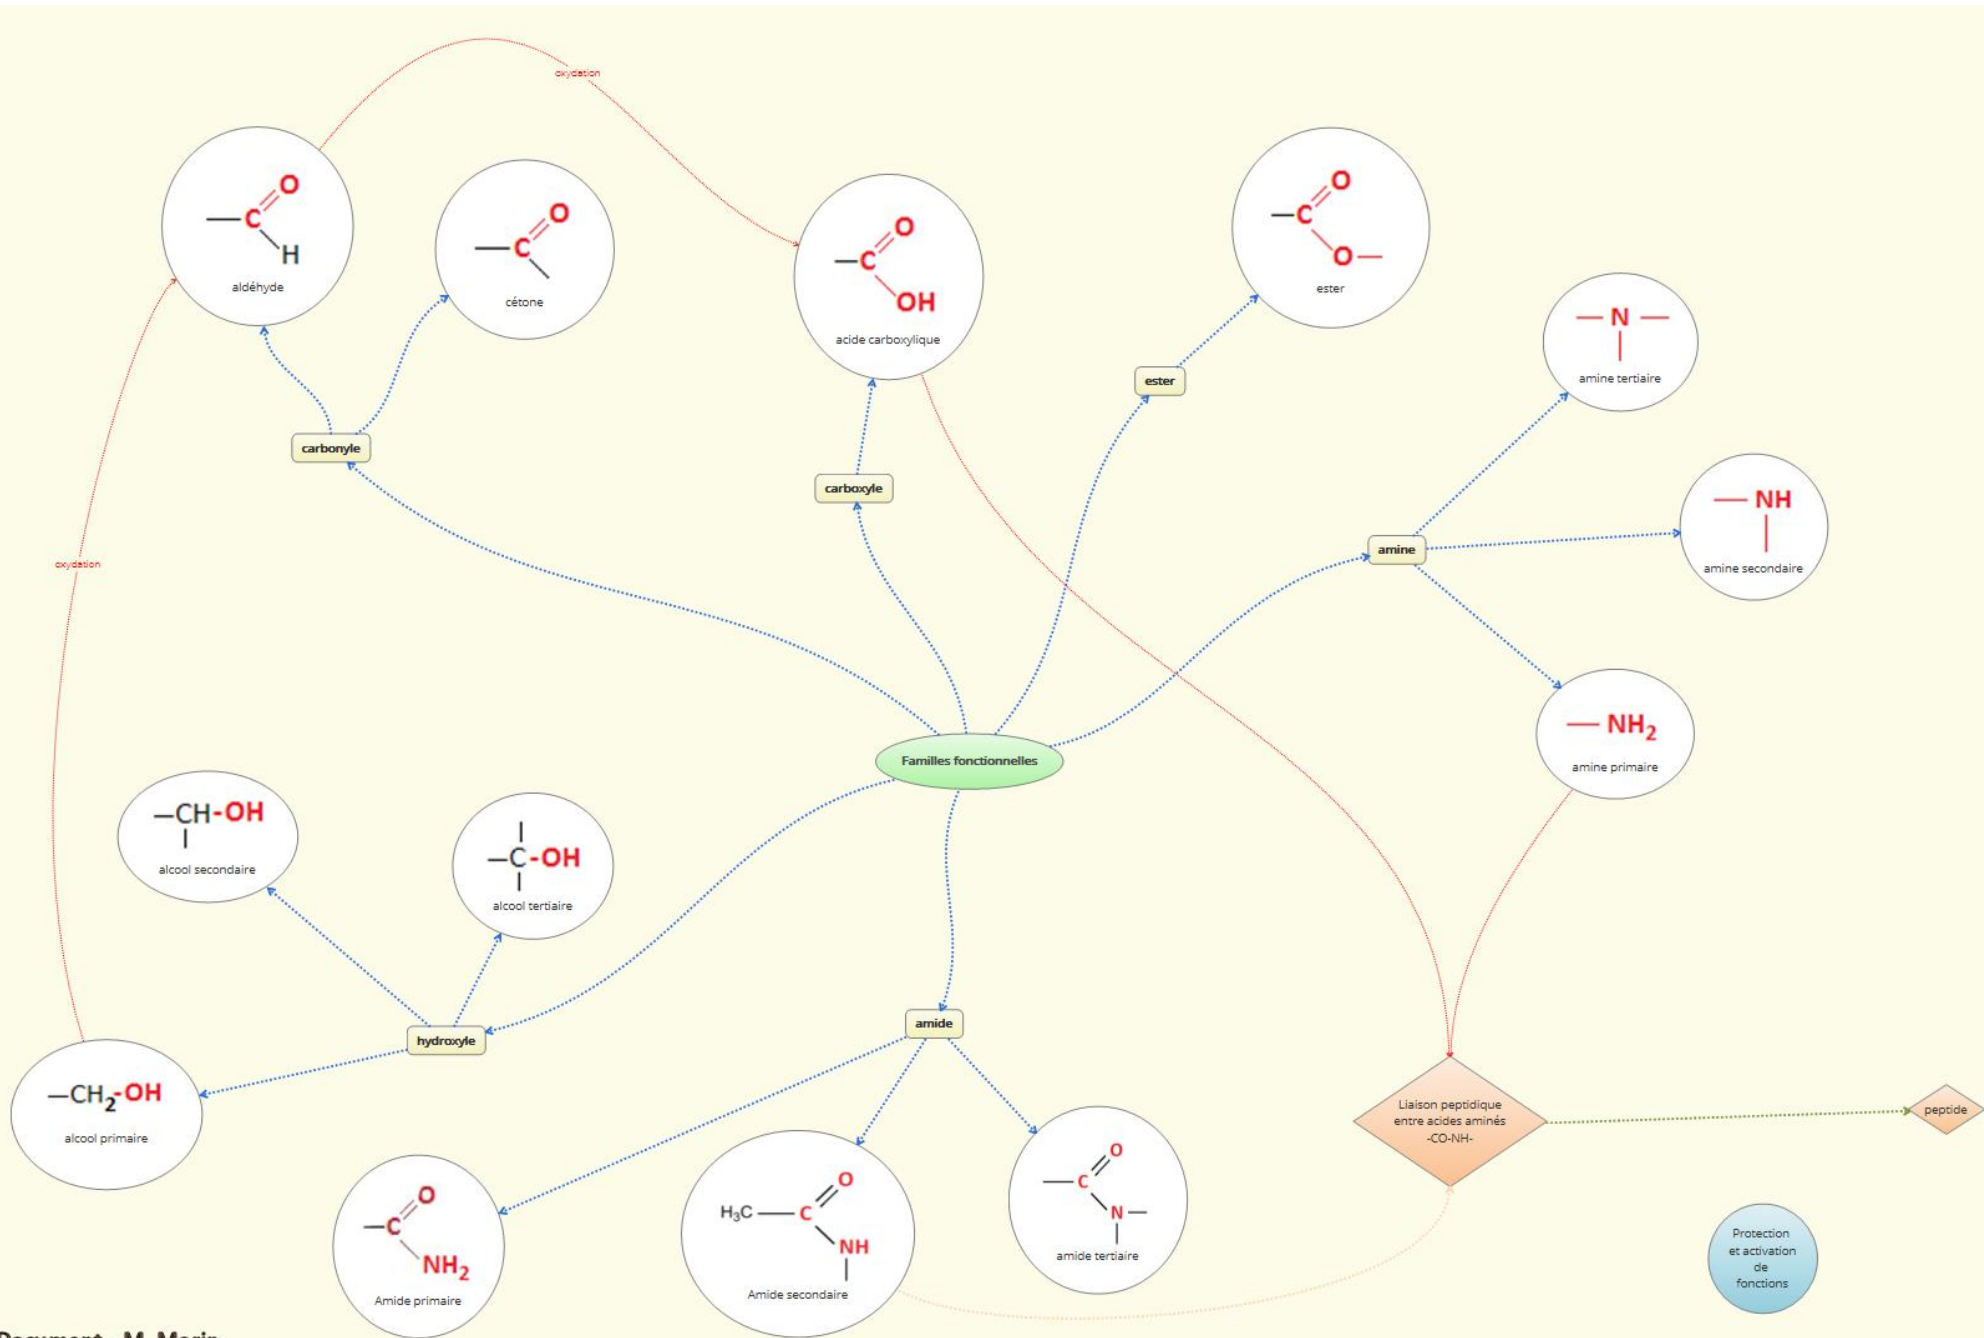 oxydation
O
C
H
aldéhyde
O
C
cétone
O
C
OH
acide carboxylique
O
C
O
ester
N
amine tertiaire
ester
carbonyle
carboxyle
NH
amine secondaire
amine
oxydation
NH2
amine primaire
Familles fonctionnelles
CH-OH
alcool secondaire
C-OH
alcool tertiaire
amide
hydroxyle
CH2-OH
alcool primaire
Liaison peptidique
entre acides aminés
-CO-NH-
peptide
O
C
NH2
Amide primaire
O
H3C
C
NH
Amide secondaire
O
C
N
amide tertiaire
Protection
et activation
de
fonctions
Document - M. Morin